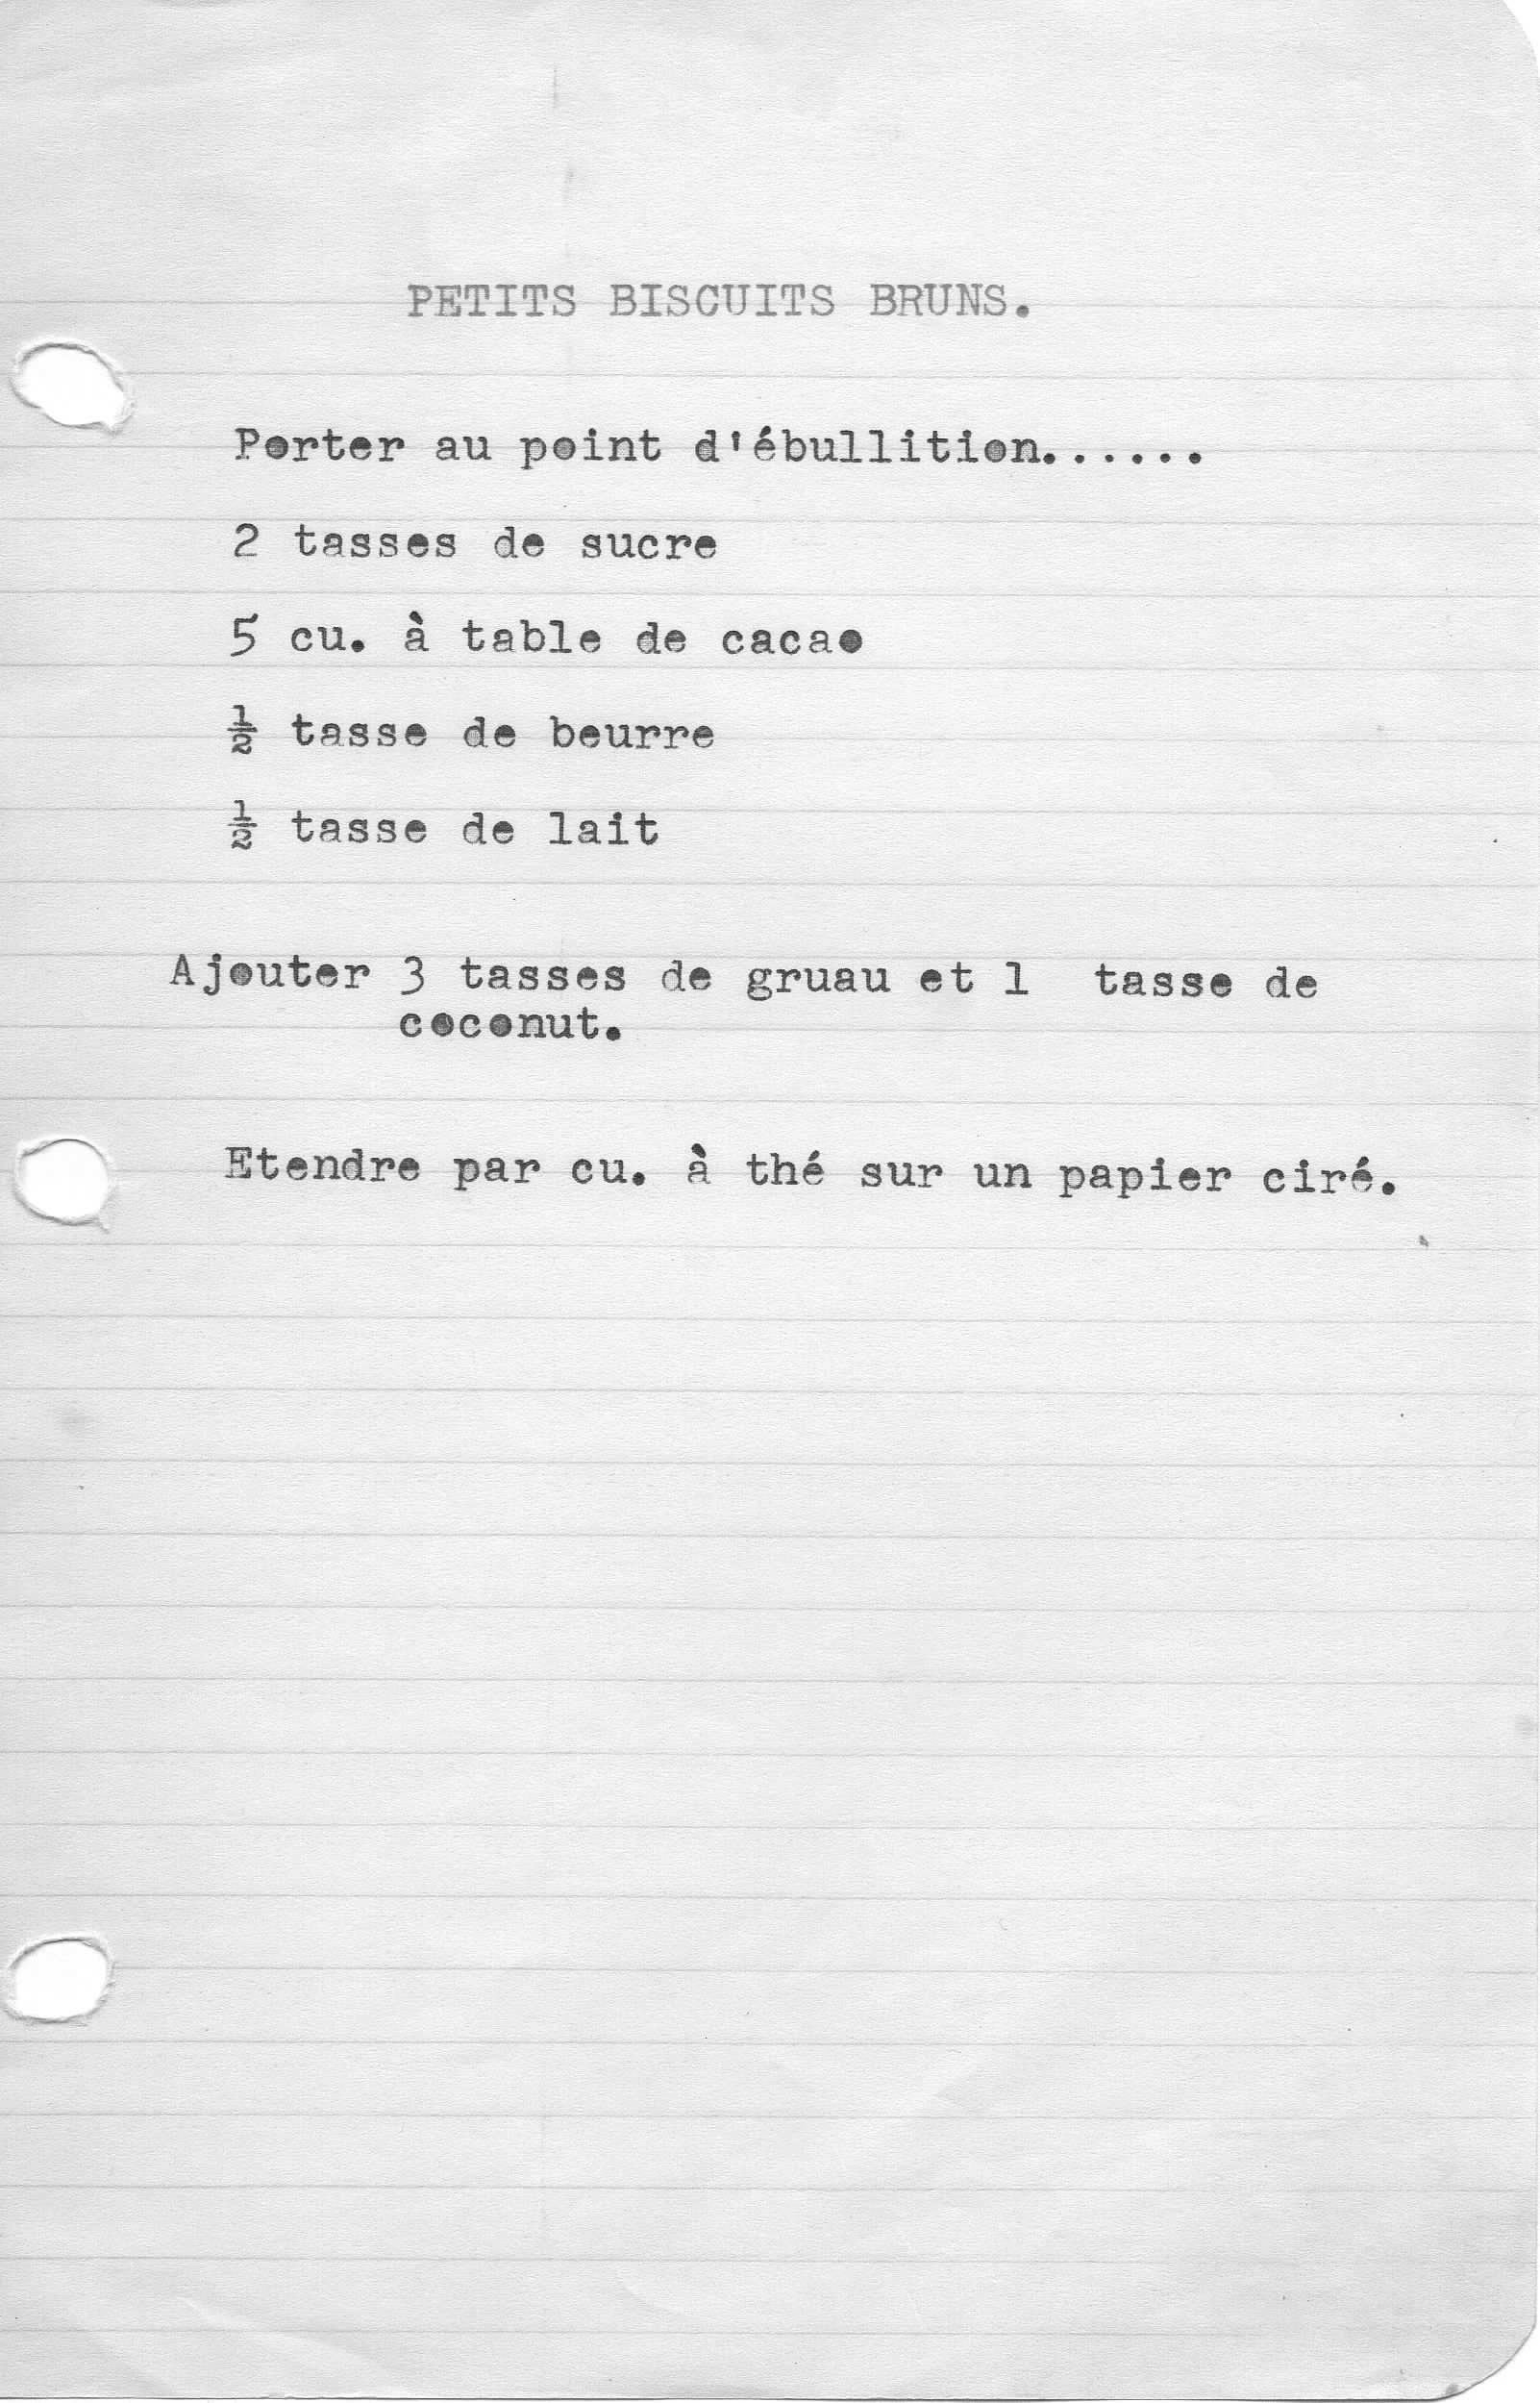 PETITS BISCUITS BRUNS.
Porter au point d'ébullition......
2 tasses de sucre
5 cu. à table de cacao
½ tasse de beurre
½ tasse de lait
Ajouter 3 tasses de gruau et 1 tasse de
coconut.
Etendre par cu. à thé sur un papier ciré.